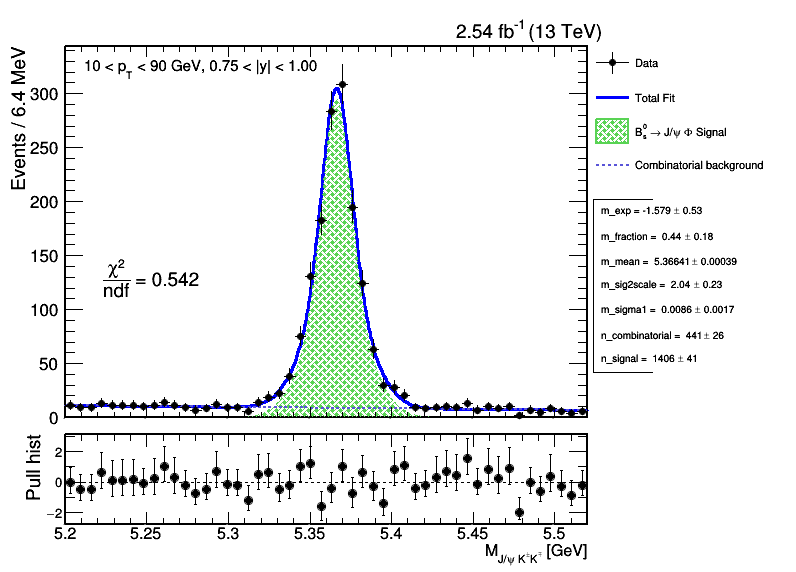 2.54 fb⁻¹ (13 TeV)
Events / 6.4 MeV
10 < p_T < 90 GeV, 0.75 < |y| < 1.00
300
250
200
150
100
50
0
χ²
ndf = 0.542
Data
Total Fit
B_s^0 → J/ψ Φ Signal
Combinatorial background
m_exp = -1.579 ± 0.53
m_fraction = 0.44 ± 0.18
m_mean = 5.36641 ± 0.00039
m_sig2scale = 2.04 ± 0.23
m_sigma1 = 0.0086 ± 0.0017
n_combinatorial = 441 ± 26
n_signal = 1406 ± 41
Pull hist
2
0
−2
5.2 5.25 5.3 5.35 5.4 5.45 5.5
M_{J/ψ K^±K^∓} [GeV]